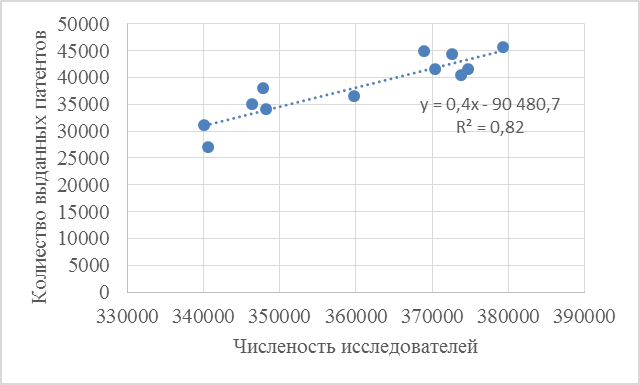 50000
45000
40000
35000
30000
25000
20000
15000
10000
5000
0
Колиество выданных патентов
y = 0,4x - 90 480,7
R² = 0,82
330000 340000 350000 360000 370000 380000 390000
Численость исследователей